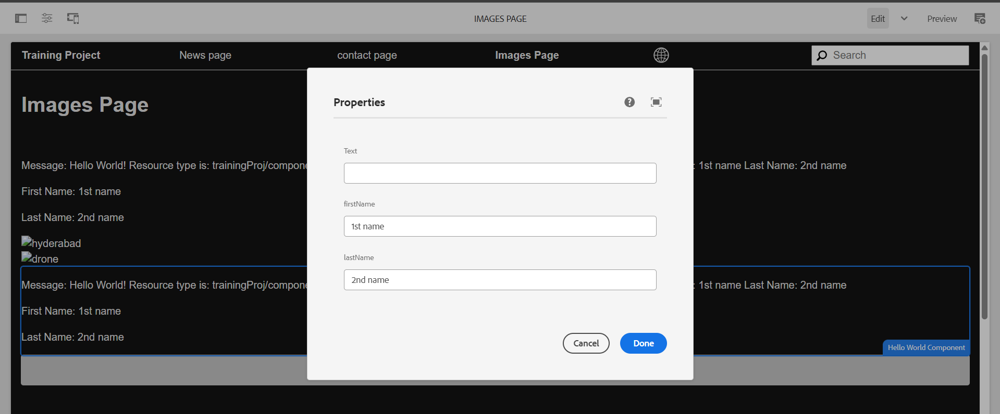 IMAGES PAGE
Edit
Preview
Training Project
News page
contact page
Images Page
Search
Images Page
Message: Hello World! Resource type is: trainingProj/compone
: 1st name Last Name: 2nd name
First Name: 1st name
Last Name: 2nd name
hyderabad
drone
Message: Hello World! Resource type is: trainingProj/compone
: 1st name Last Name: 2nd name
First Name: 1st name
Last Name: 2nd name
Hello World Component
Properties
Text
firstName
1st name
lastName
2nd name
Cancel
Done